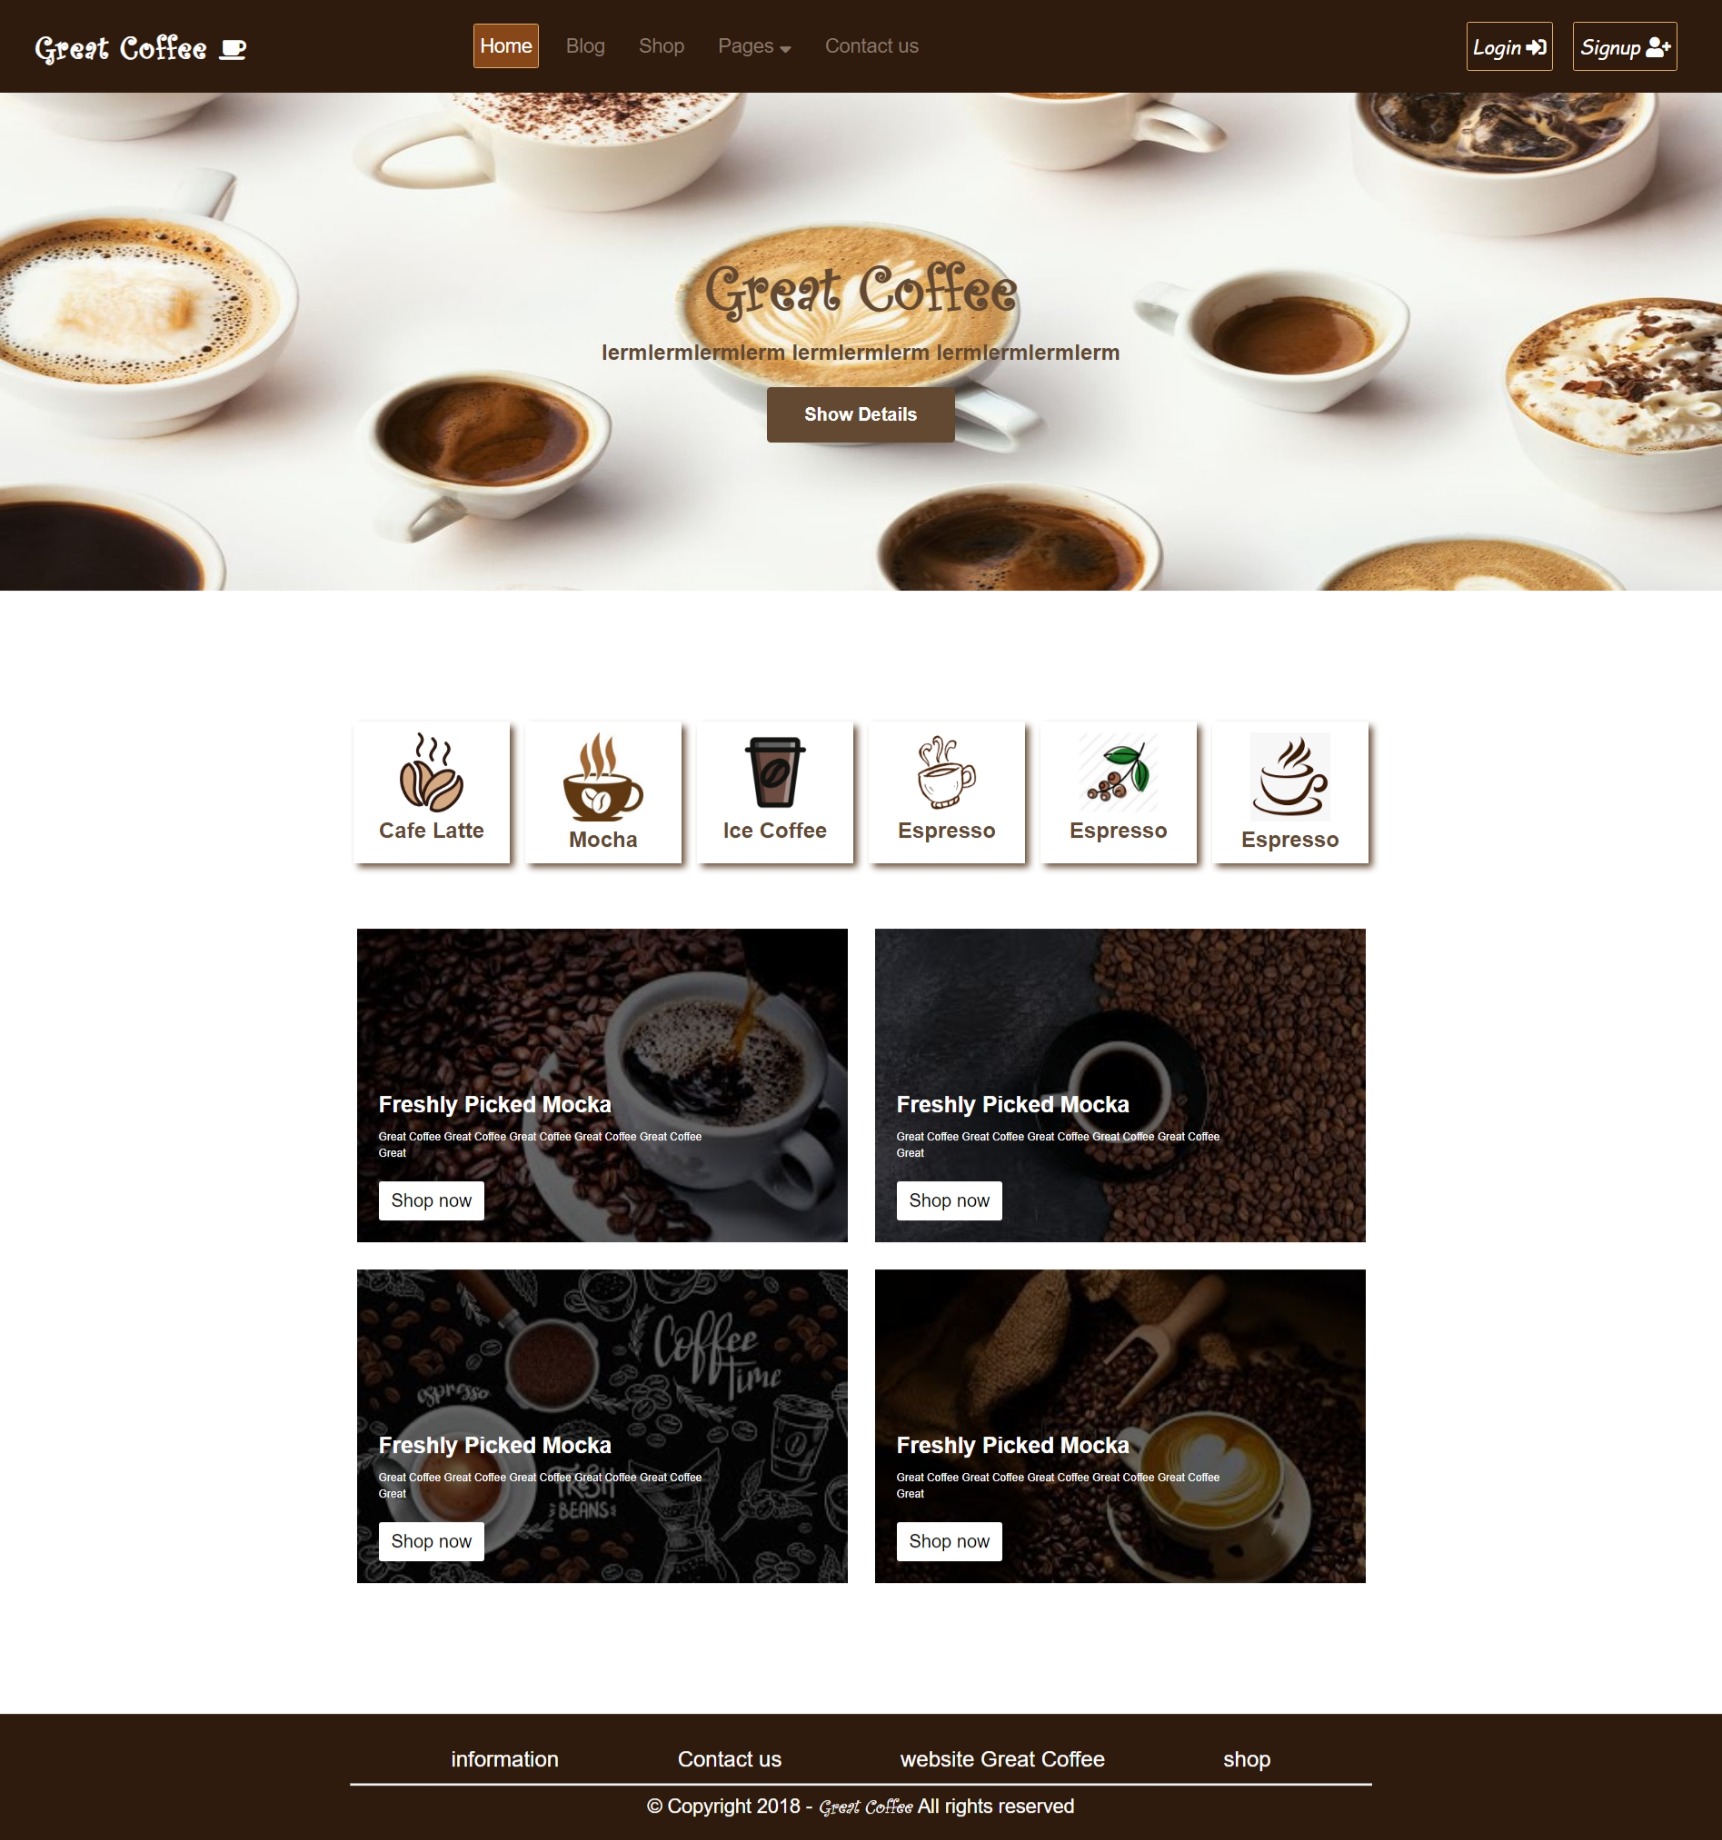 Great Coffee
Home Blog Shop Pages Contact us
Login Signup
Great Coffee
lermlermlermlerm lermlermlerm lermlermlermlerm
Show Details
Cafe Latte
Mocha
Ice Coffee
Espresso
Espresso
Espresso
Freshly Picked Mocka
Great Coffee Great Coffee Great Coffee Great Coffee Great Coffee
Great
Shop now
Freshly Picked Mocka
Great Coffee Great Coffee Great Coffee Great Coffee Great Coffee
Great
Shop now
Coffee
Time
espresso
Freshly Picked Mocka
Great Coffee Great Coffee Great Coffee Great Coffee Great Coffee
Great
FRESH
BEANS
Shop now
Freshly Picked Mocka
Great Coffee Great Coffee Great Coffee Great Coffee Great Coffee
Great
Shop now
information Contact us website Great Coffee shop
© Copyright 2018 - Great Coffee All rights reserved